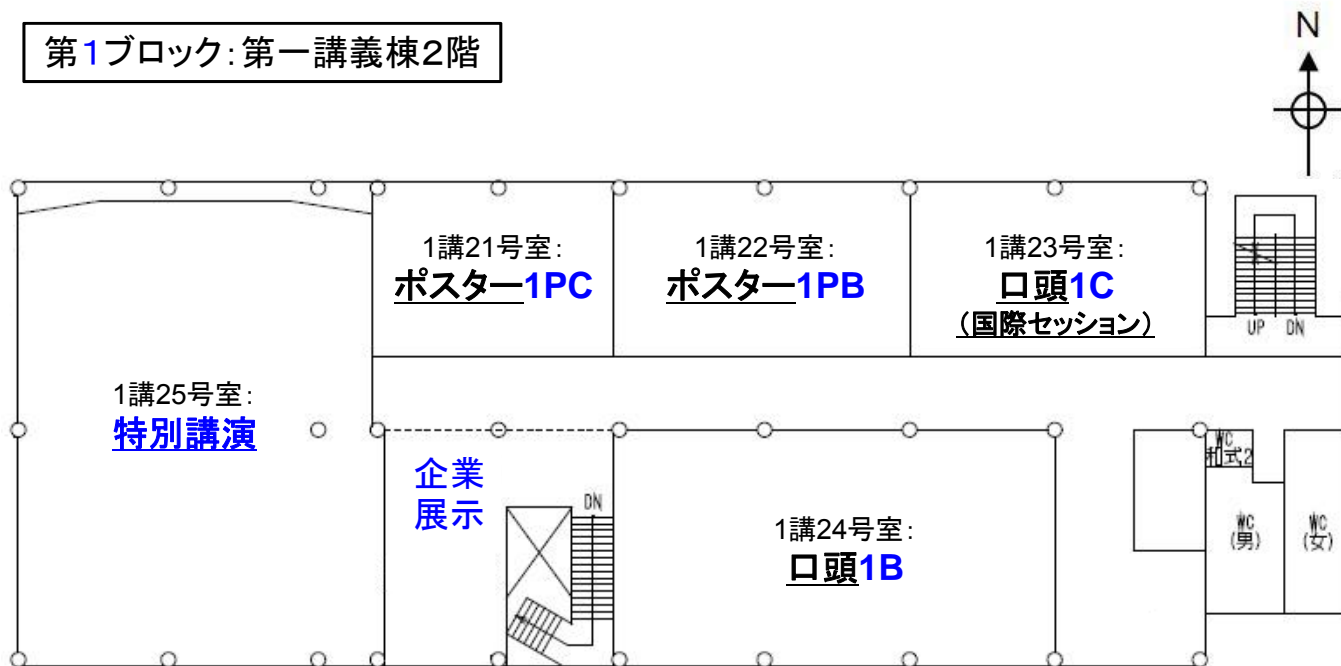 第1ブロック:第一講義棟2階
N
1講21号室:
ポスター1PC
1講22号室:
ポスター1PB
1講23号室:
口頭1C
(国際セッション)
UP DN
1講25号室:
特別講演
企業
展示
DN
1講24号室:
口頭1B
WC
和式2
WC
(男)
WC
(女)